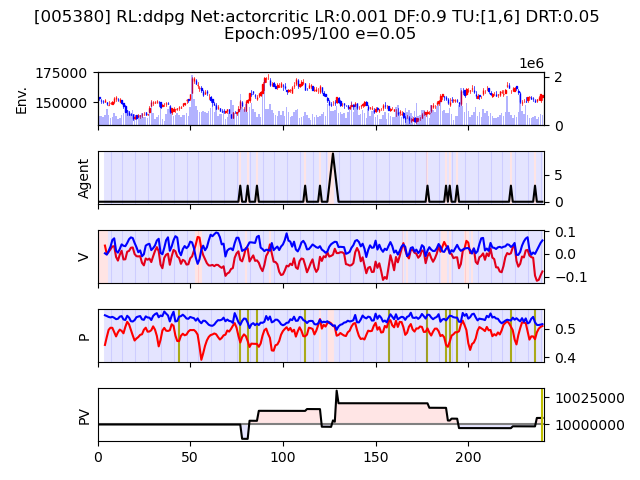 [005380] RL:ddpg Net:actorcritic LR:0.001 DF:0.9 TU:[1,6] DRT:0.05
Epoch:095/100 e=0.05
1e6
175000
150000
Env.
2
0
Agent
5
0
V
0.1
0.0
−0.1
P
0.5
0.4
PV
10025000
10000000
0 50 100 150 200